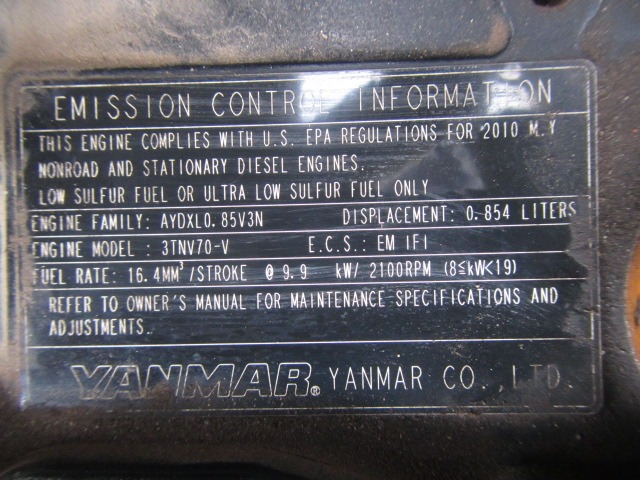 EMISSION CONTROL INFORMATION
THIS ENGINE COMPLIES WITH U.S. EPA REGULATIONS FOR 2010 M.Y
NONROAD AND STATIONARY DIESEL ENGINES.
LOW SULFUR FUEL OR ULTRA LOW SULFUR FUEL ONLY
ENGINE FAMILY: AYDXL0.85V3N DISPLACEMENT: 0.854 LITERS
ENGINE MODEL : 3TNV70-V E.C.S.: EM IFI
FUEL RATE: 16.4MM³/STROKE @ 9.9 kW/ 2100RPM (8≤kW<19)
REFER TO OWNER'S MANUAL FOR MAINTENANCE SPECIFICATIONS AND
ADJUSTMENTS.
YANMAR® YANMAR CO.,LTD.